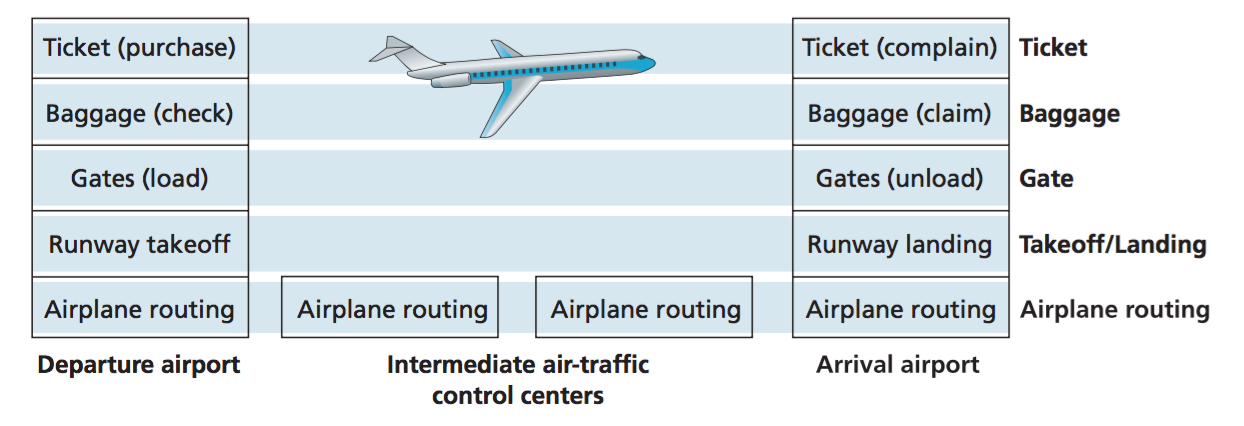 Ticket (purchase)
Ticket (complain)
Ticket
Baggage (check)
Baggage (claim)
Baggage
Gates (load)
Gates (unload)
Gate
Runway takeoff
Runway landing
Takeoff/Landing
Airplane routing
Airplane routing
Airplane routing
Airplane routing
Airplane routing
Departure airport
Intermediate air-traffic
control centers
Arrival airport